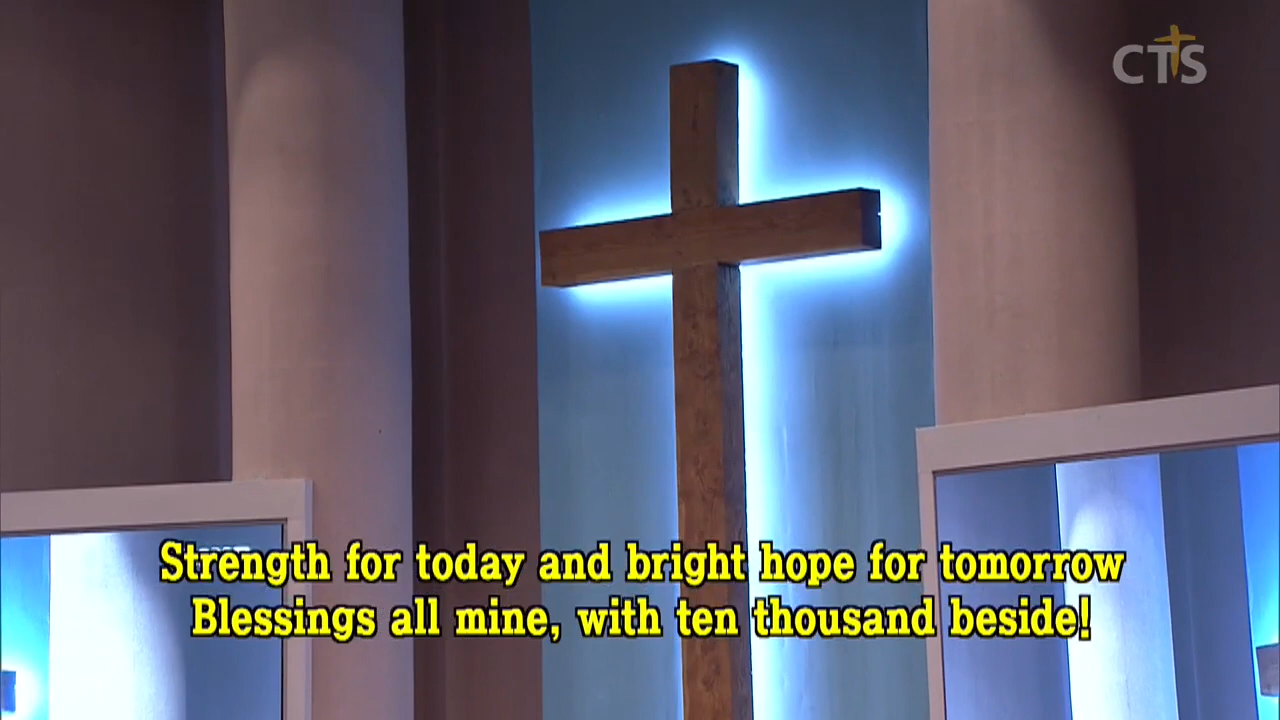 CTS
Strength for today and bright hope for tomorrow
Blessings all mine, with ten thousand beside!